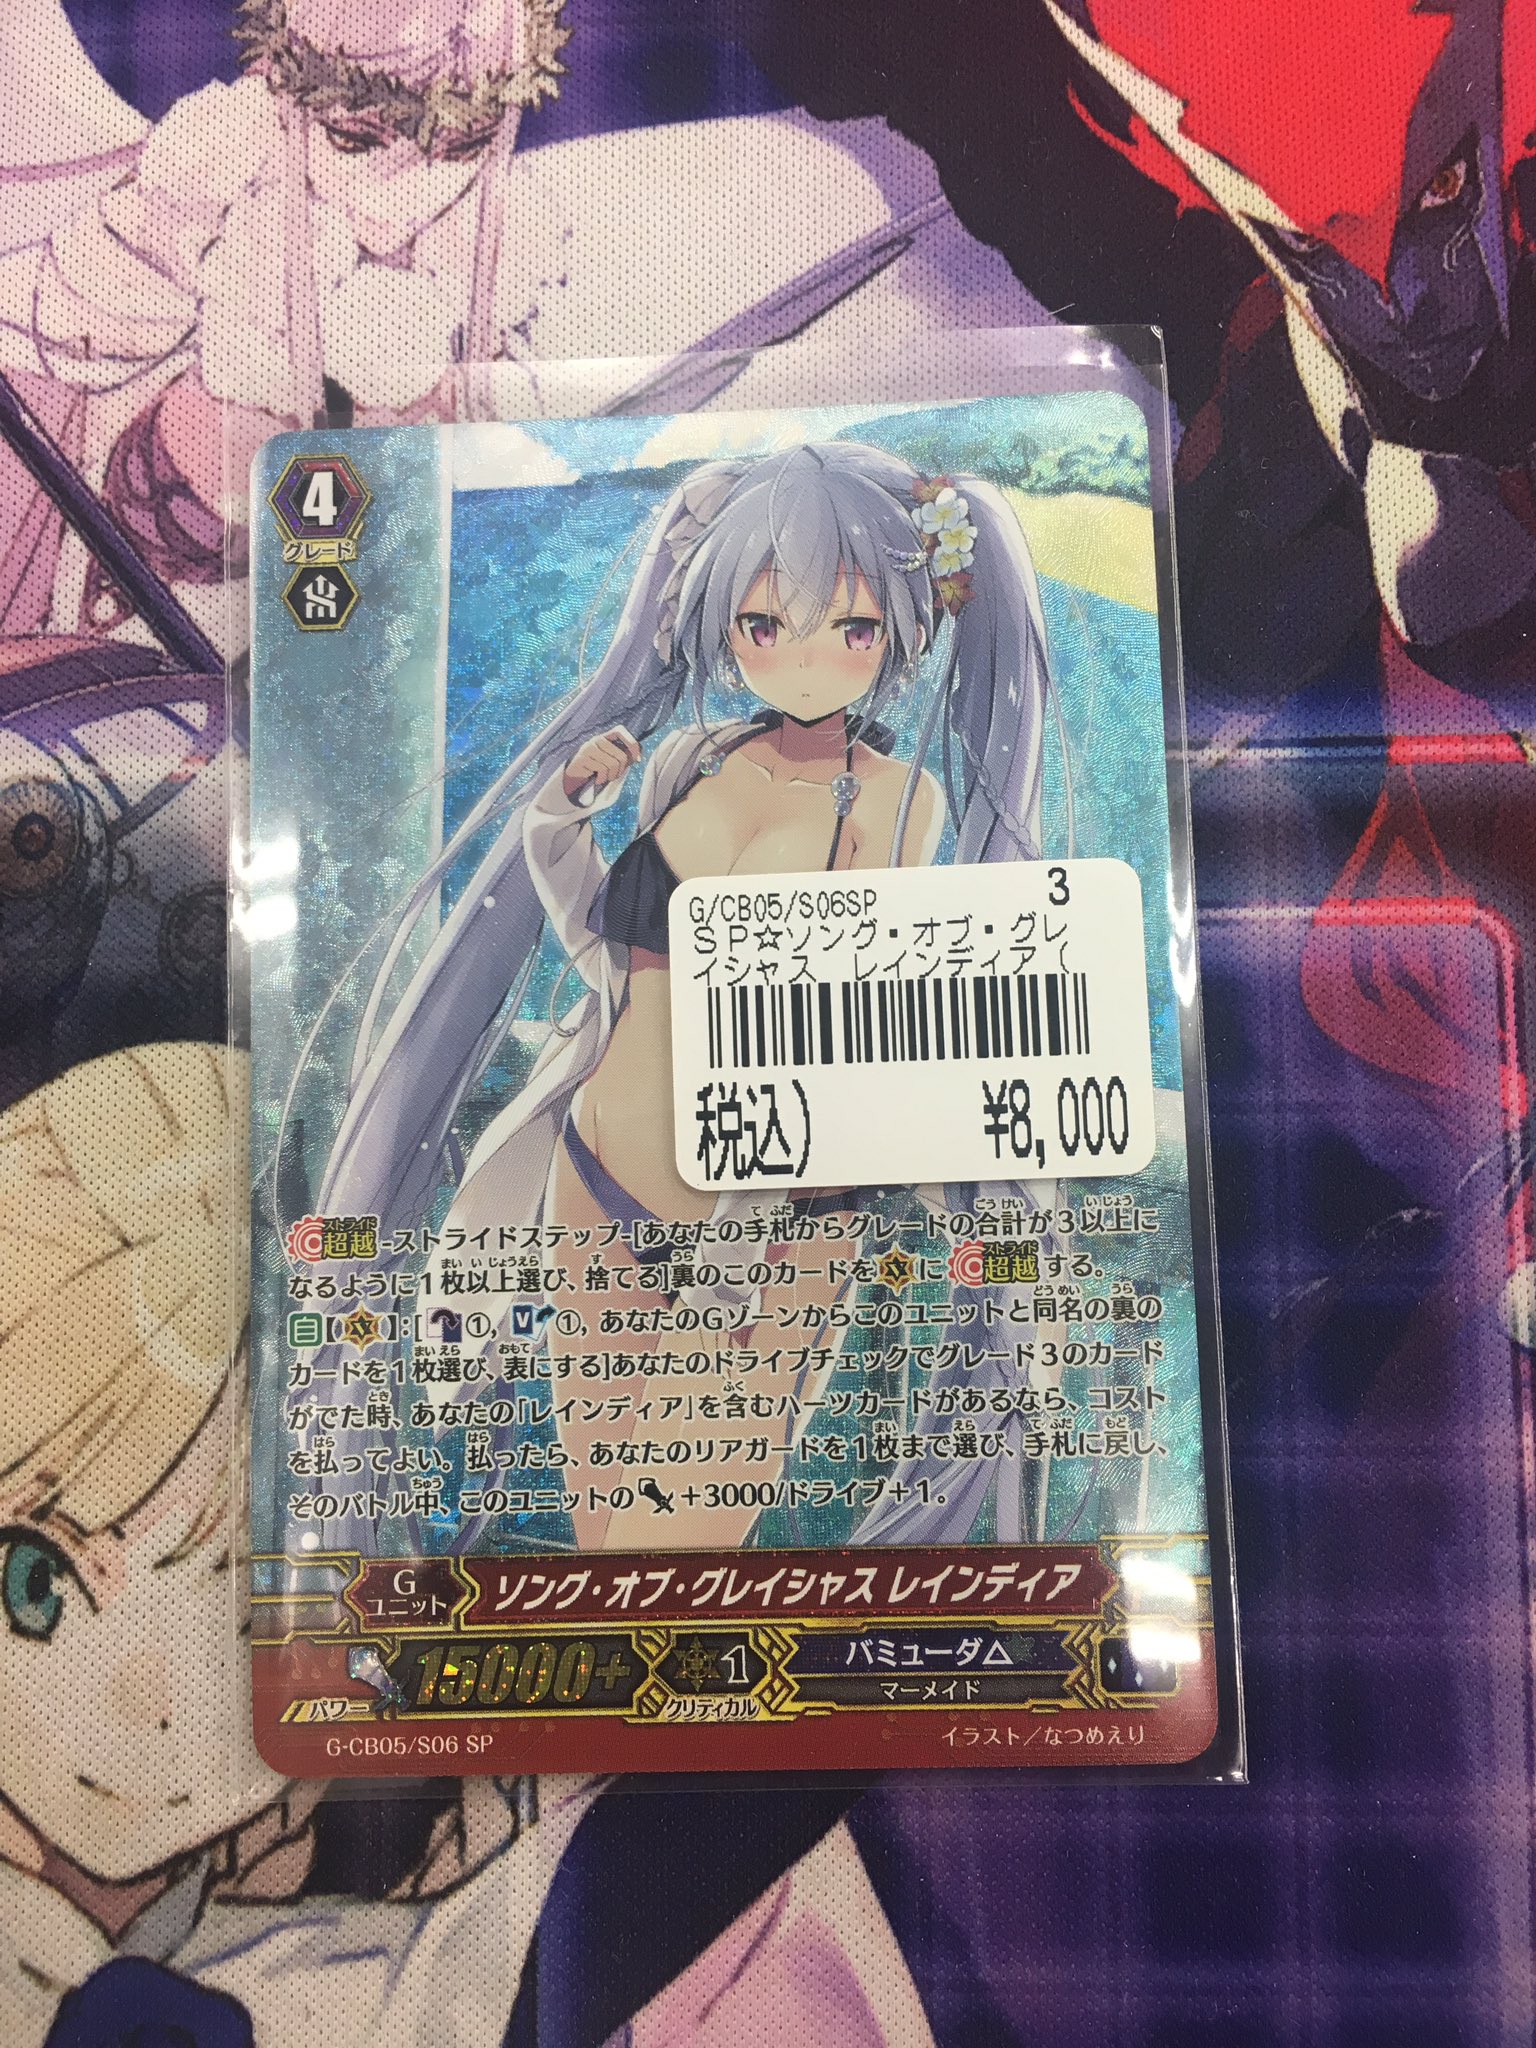 4
グレード
G/CB05/S06SP 3
SP☆ソング・オブ・グレ
イシャス レインディア(
税込) ¥8,000
超越-ストライドステップ-[あなたの手札からグレードの合計が3以上に
なるように1枚以上選び、捨てる]裏のこのカードをⓋに超越する。
自【Ⓥ】:[①, V①, あなたのGゾーンからこのユニットと同名の裏の
カードを1枚選び、表にする]あなたのドライブチェックでグレード3のカード
がでた時、あなたの「レインディア」を含むハーツカードがあるなら、コスト
を払ってよい。払ったら、あなたのリアガードを1枚まで選び、手札に戻し、
そのバトル中、このユニットの+3000/ドライブ+1。
G
ユニット
ソング・オブ・グレイシャス レインディア
パワー 15000+
クリティカル 1
バミューダ△
マーメイド
G-CB05/S06 SP
イラスト/なつめえり